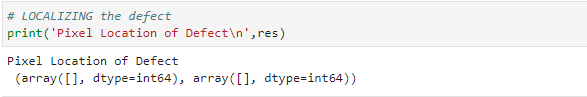 # LOCALIZING the defect
print('Pixel Location of Defect\n',res)
Pixel Location of Defect
 (array([], dtype=int64), array([], dtype=int64))